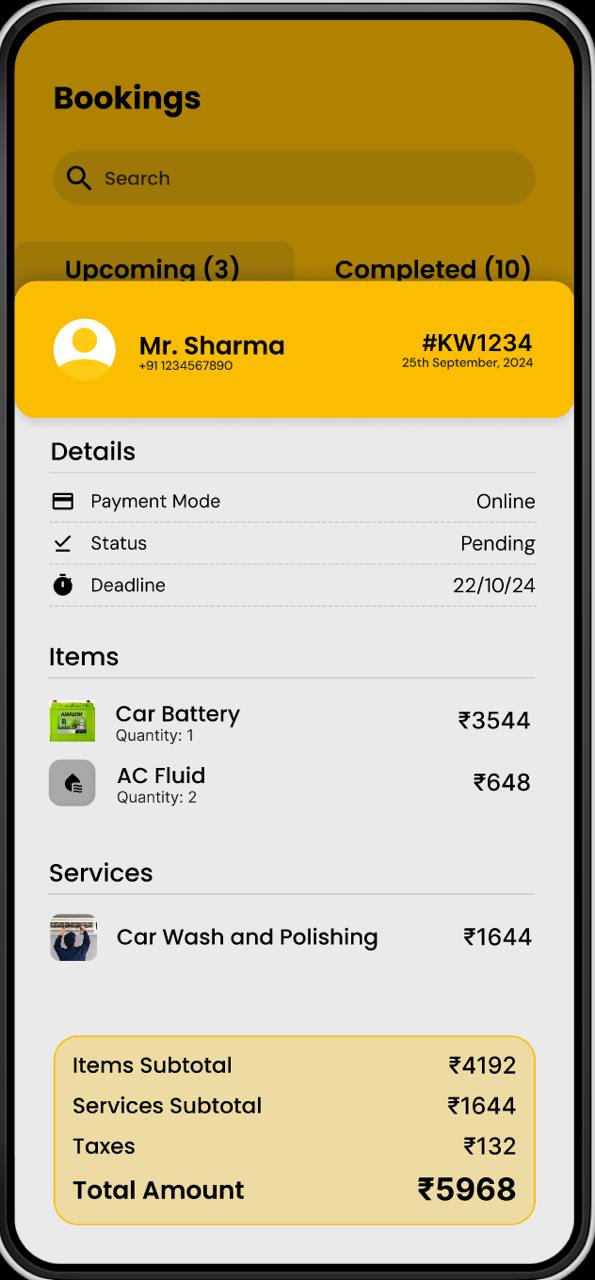 Bookings
Search
Upcoming (3) Completed (10)
Mr. Sharma #KW1234
+91 1234567890 25th September, 2024
Details
Payment Mode Online
Status Pending
Deadline 22/10/24
Items
AMARON
Car Battery ₹3544
Quantity: 1
AC Fluid ₹648
Quantity: 2
Services
Car Wash and Polishing ₹1644
Items Subtotal ₹4192
Services Subtotal ₹1644
Taxes ₹132
Total Amount ₹5968